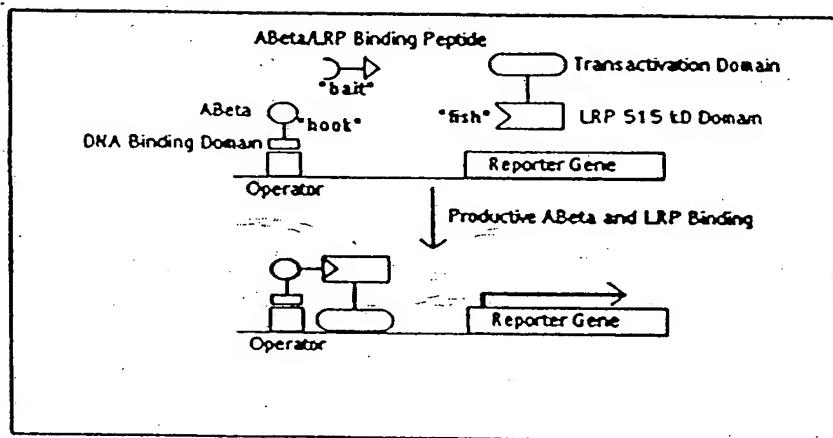 ABeta/LRP Binding Peptide
"bait"
Transactivation Domain
ABeta
"hook"
"fish"
LRP 515 kD Domain
DNA Binding Domain
Reporter Gene
Operator
Productive ABeta and LRP Binding
Reporter Gene
Operator